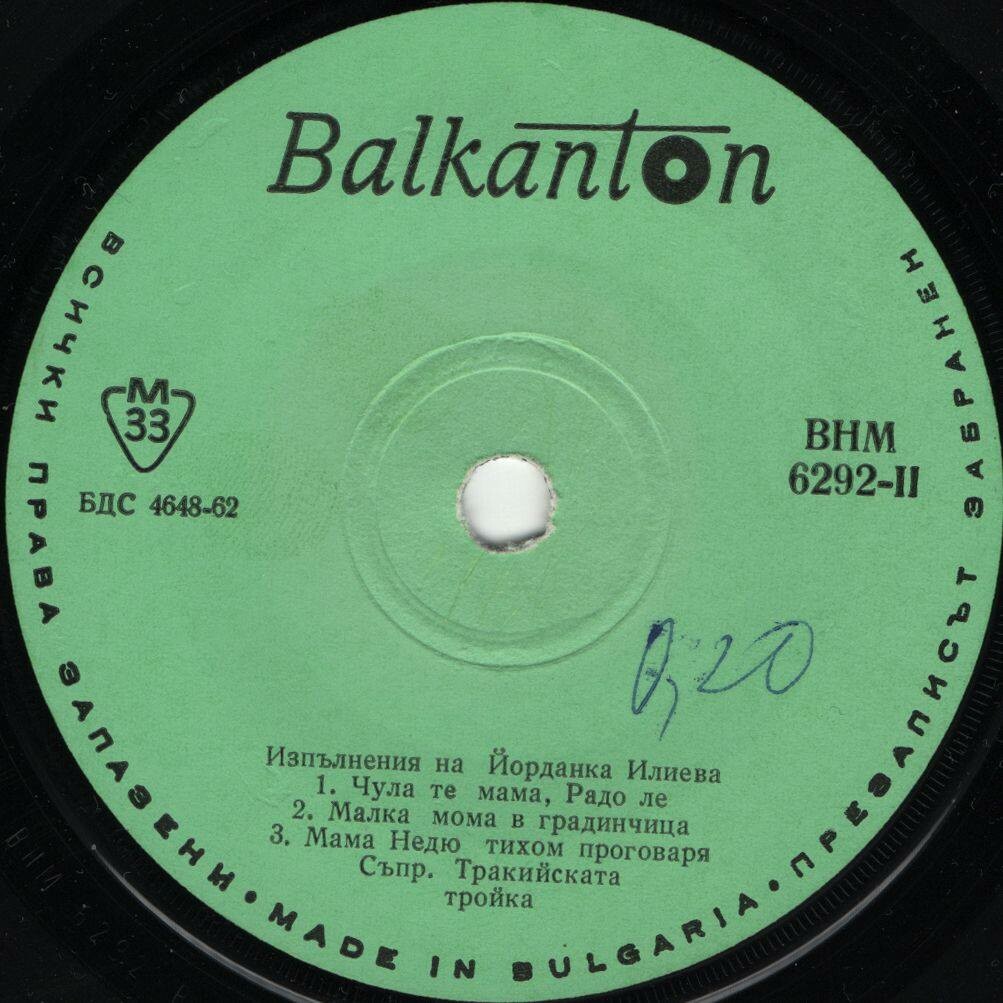 Balkanton
ВСИЧКИ ПРАВА ЗАПАЗЕНИ • MADE IN BULGARIA • ПРЕЗАПИСЪТ ЗАБРАНЕН
М
33
БДС 4648-62
ВНМ
6292-II
0,20
Изпълнения на Йорданка Илиева
1. Чула те мама, Радо ле
2. Малка мома в градинчица
3. Мама Недю тихом проговаря
Съпр. Тракийската
тройка